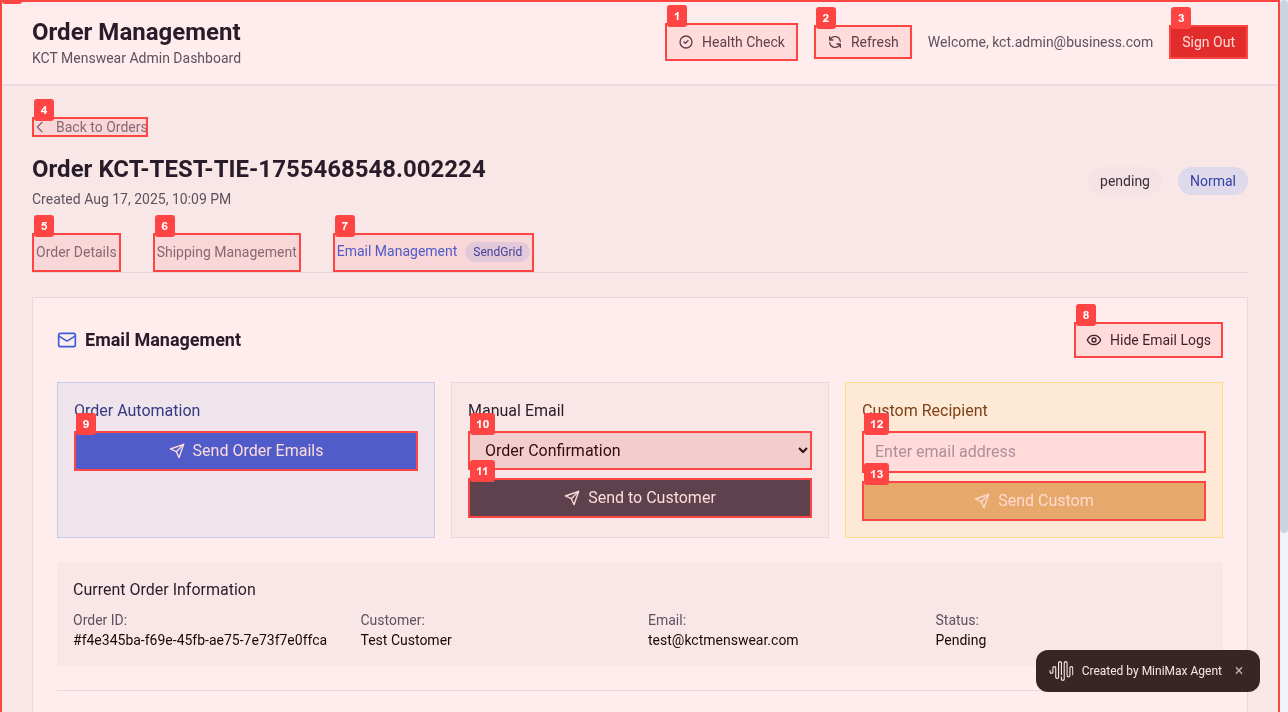 Order Management
KCT Menswear Admin Dashboard
1
Health Check
2
Refresh
Welcome, kct.admin@business.com
3
Sign Out
4
Back to Orders
Order KCT-TEST-TIE-1755468548.002224
Created Aug 17, 2025, 10:09 PM
pending
Normal
5
Order Details
6
Shipping Management
7
Email Management
SendGrid
Email Management
8
Hide Email Logs
Order Automation
9
Send Order Emails
Manual Email
10
Order Confirmation
11
Send to Customer
Custom Recipient
12
Enter email address
13
Send Custom
Current Order Information
Order ID:
#f4e345ba-f69e-45fb-ae75-7e73f7e0ffca
Customer:
Test Customer
Email:
test@kctmenswear.com
Status:
Pending
Created by MiniMax Agent ×